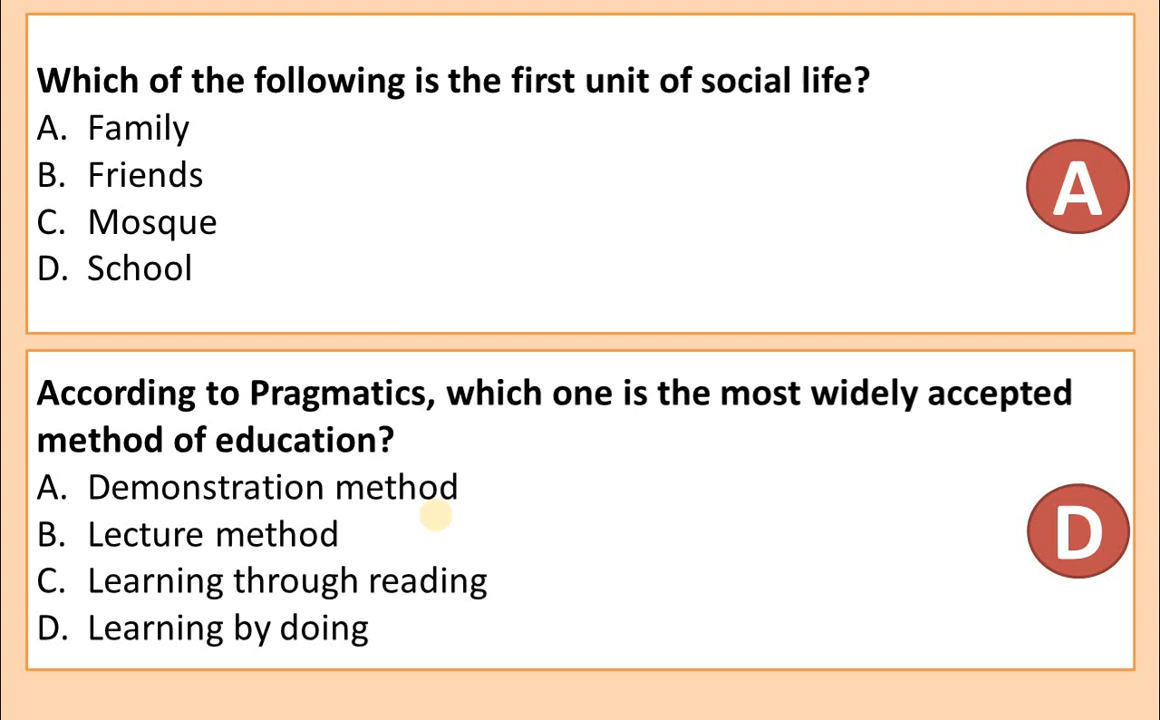 Which of the following is the first unit of social life?
A. Family
B. Friends
C. Mosque
D. School
A
According to Pragmatics, which one is the most widely accepted
method of education?
A. Demonstration method
B. Lecture method
C. Learning through reading
D. Learning by doing
D